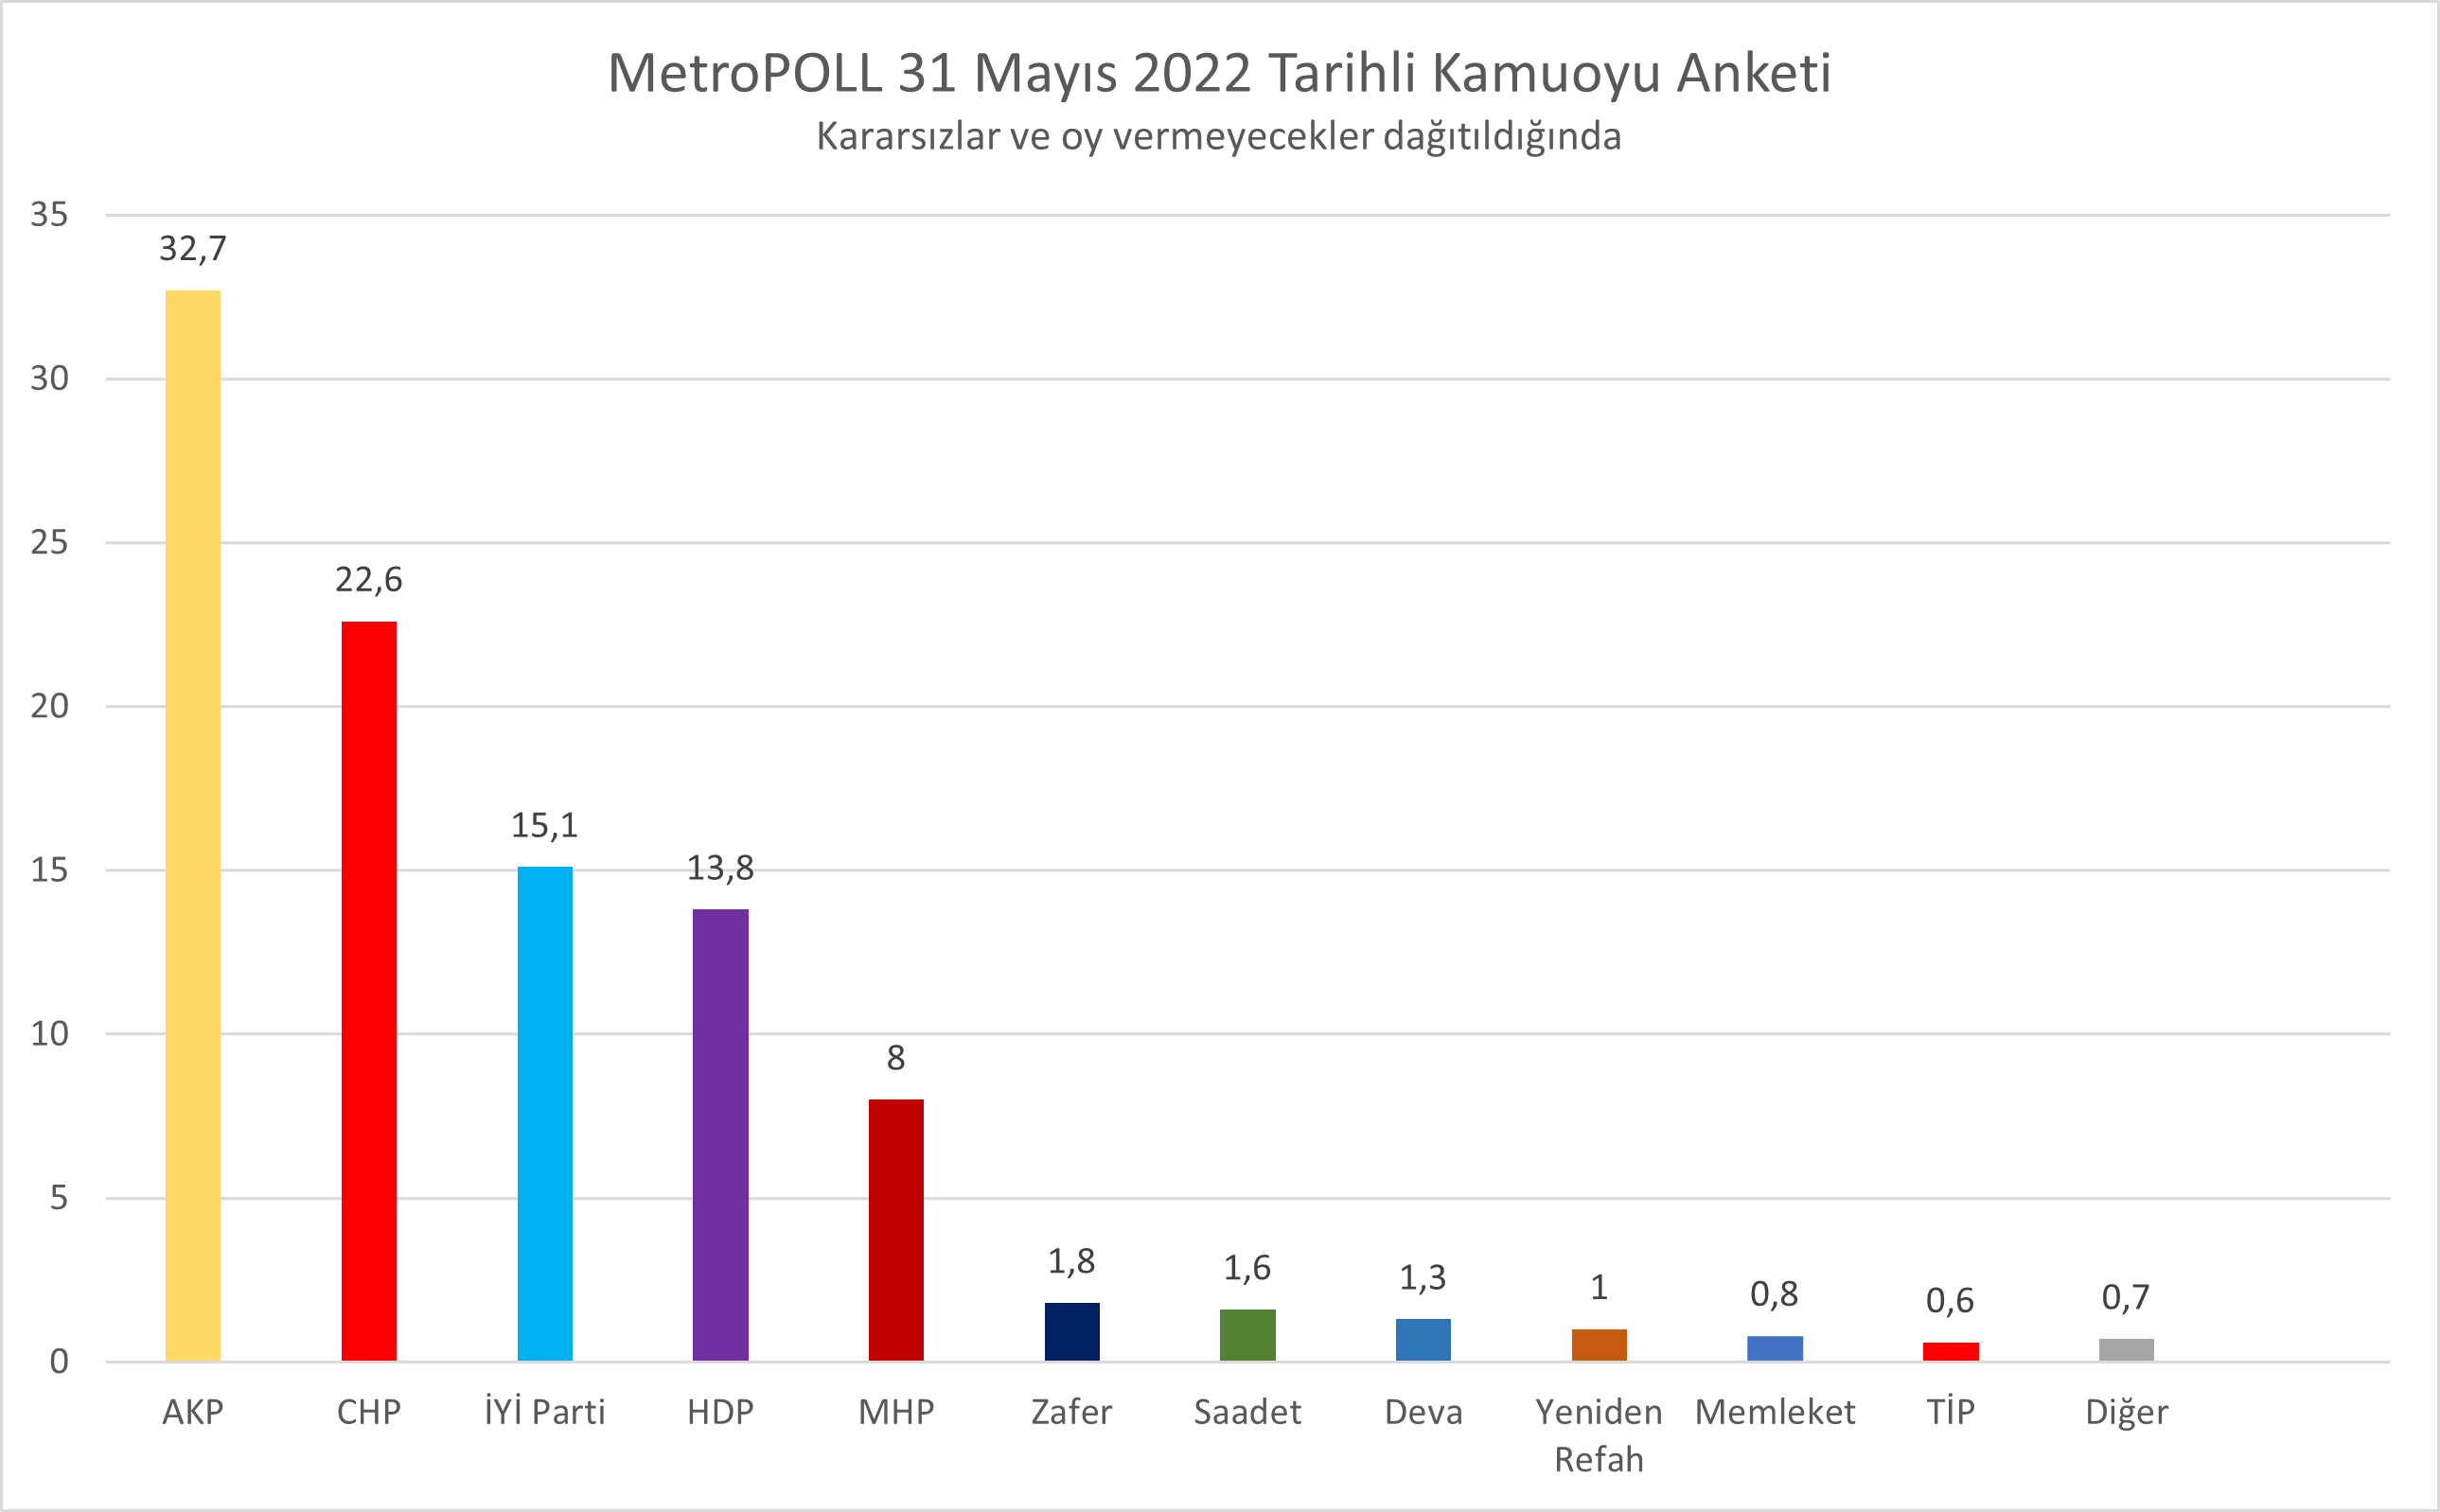 MetroPOLL 31 Mayıs 2022 Tarihli Kamuoyu Anketi
Kararsızlar ve oy vermeyecekler dağıtıldığında
35
30
25
20
15
10
5
0
32,7
22,6
15,1
13,8
8
1,8
1,6
1,3
1
0,8
0,6
0,7
AKP
CHP
İYİ Parti
HDP
MHP
Zafer
Saadet
Deva
Yeniden
Refah
Memleket
TİP
Diğer